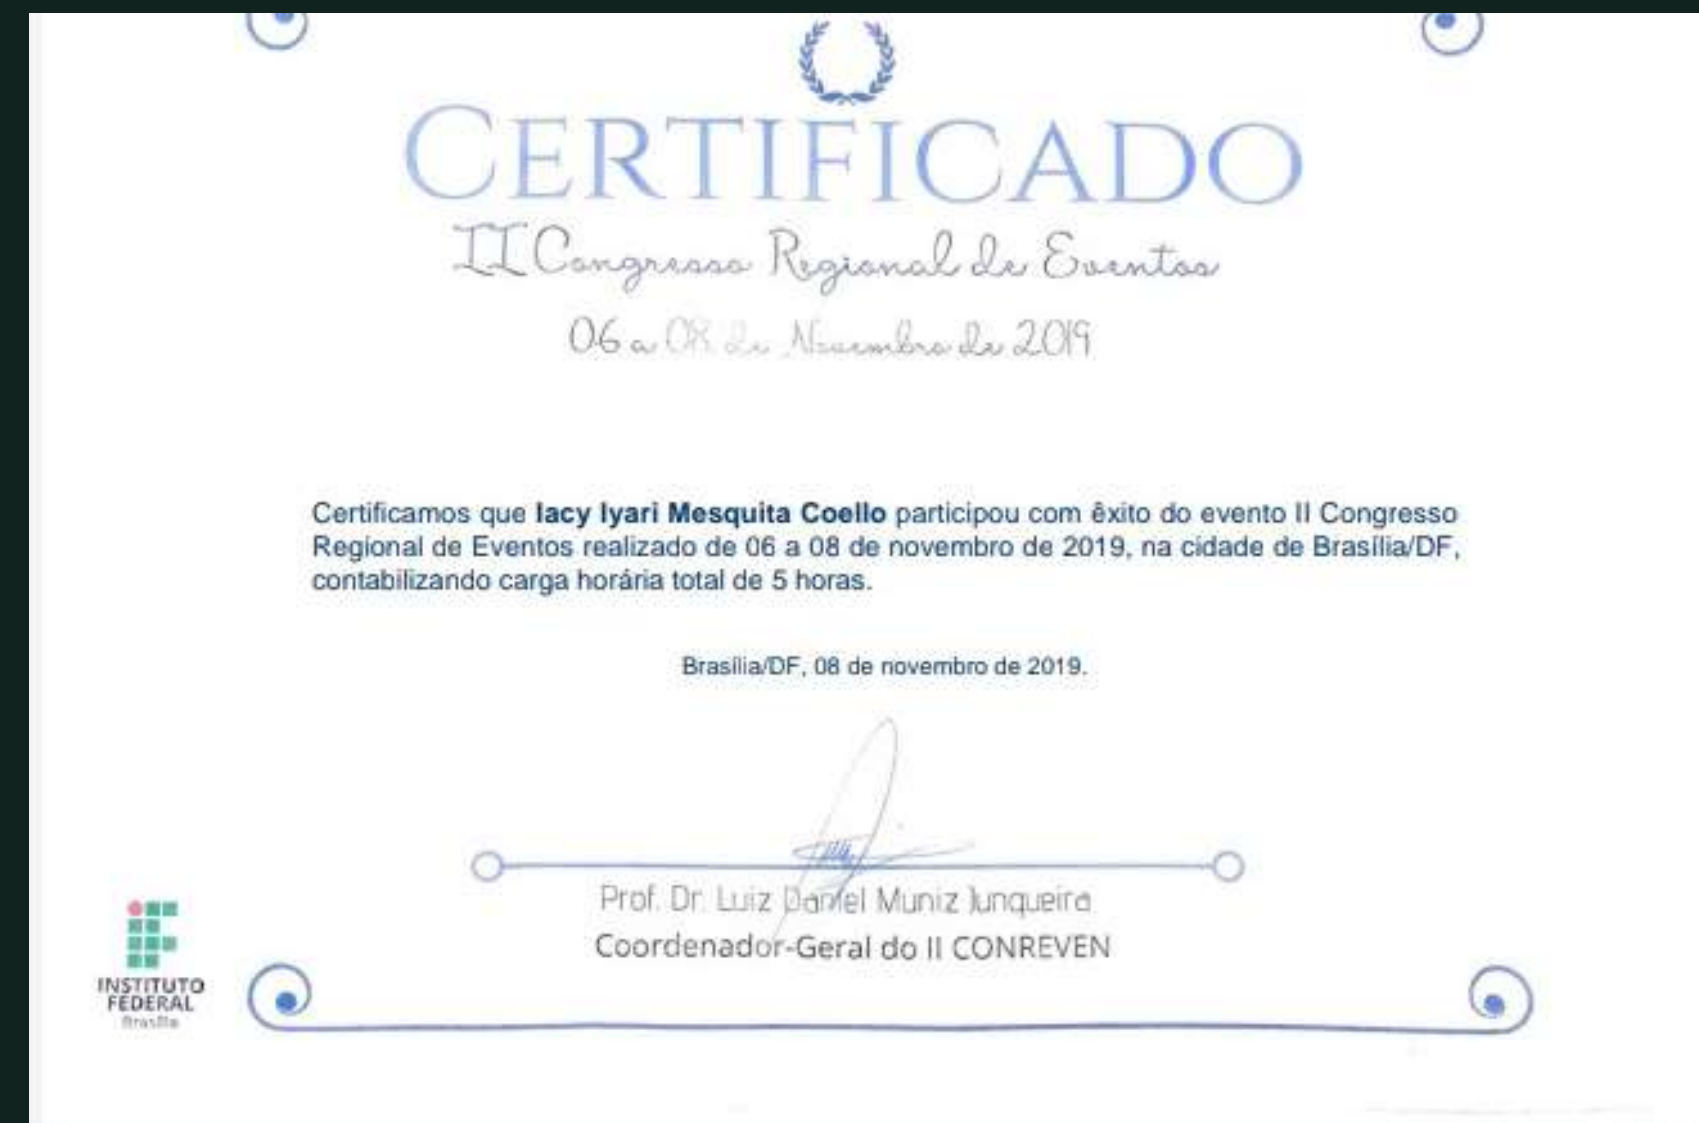 CERTIFICADO
II Congresso Regional de Eventos
06 a 08 de Novembro de 2019
Certificamos que Iacy Iyari Mesquita Coello participou com êxito do evento II Congresso
Regional de Eventos realizado de 06 a 08 de novembro de 2019, na cidade de Brasília/DF,
contabilizando carga horária total de 5 horas.
Brasília/DF, 08 de novembro de 2019.
Prof. Dr. Luiz Daniel Muniz Junqueira
Coordenador-Geral do II CONREVEN
INSTITUTO
FEDERAL
Brasília